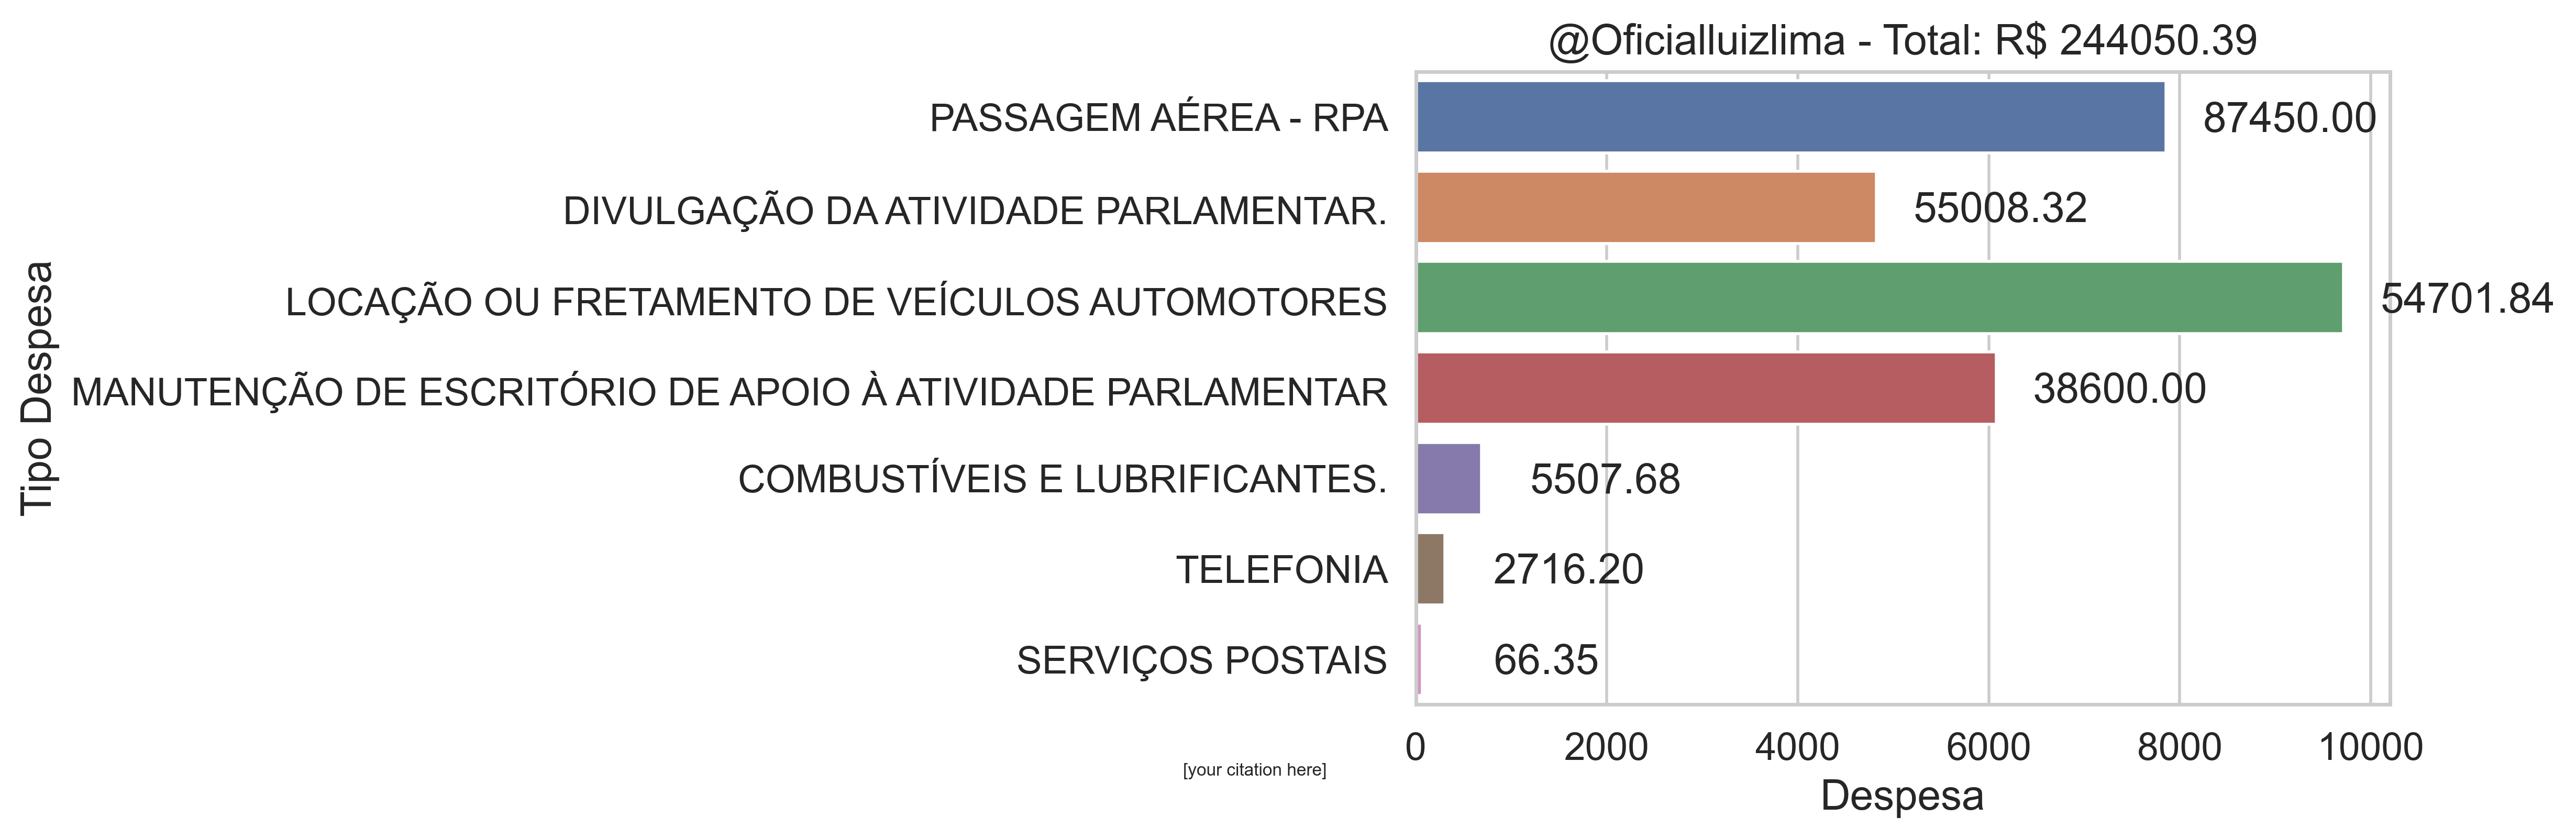 @Oficialluizlima - Total: R$ 244050.39
Tipo Despesa
PASSAGEM AÉREA - RPA 87450.00
DIVULGAÇÃO DA ATIVIDADE PARLAMENTAR. 55008.32
LOCAÇÃO OU FRETAMENTO DE VEÍCULOS AUTOMOTORES 54701.84
MANUTENÇÃO DE ESCRITÓRIO DE APOIO À ATIVIDADE PARLAMENTAR 38600.00
COMBUSTÍVEIS E LUBRIFICANTES. 5507.68
TELEFONIA 2716.20
SERVIÇOS POSTAIS 66.35
0 2000 4000 6000 8000 10000
[your citation here]
Despesa